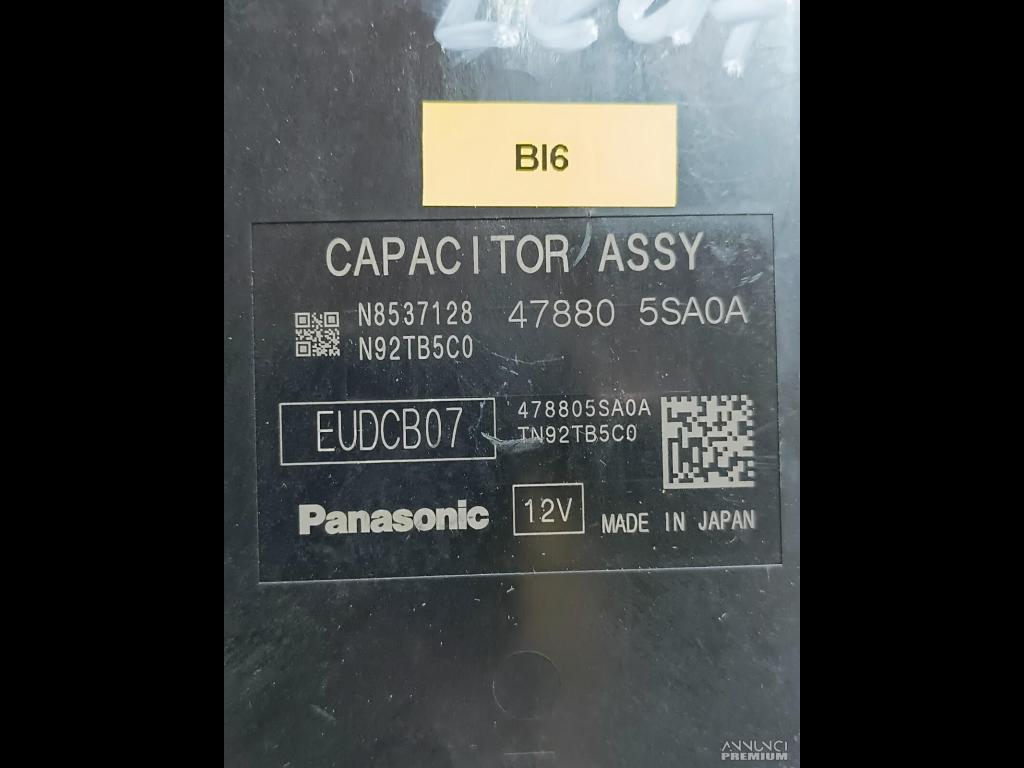 BI6
CAPACITOR ASSY
N8537128 47880 5SA0A
N92TB5C0
EUDCB07
478805SA0A
TN92TB5C0
Panasonic 12V MADE IN JAPAN
ANNUNCI
PREMIUM